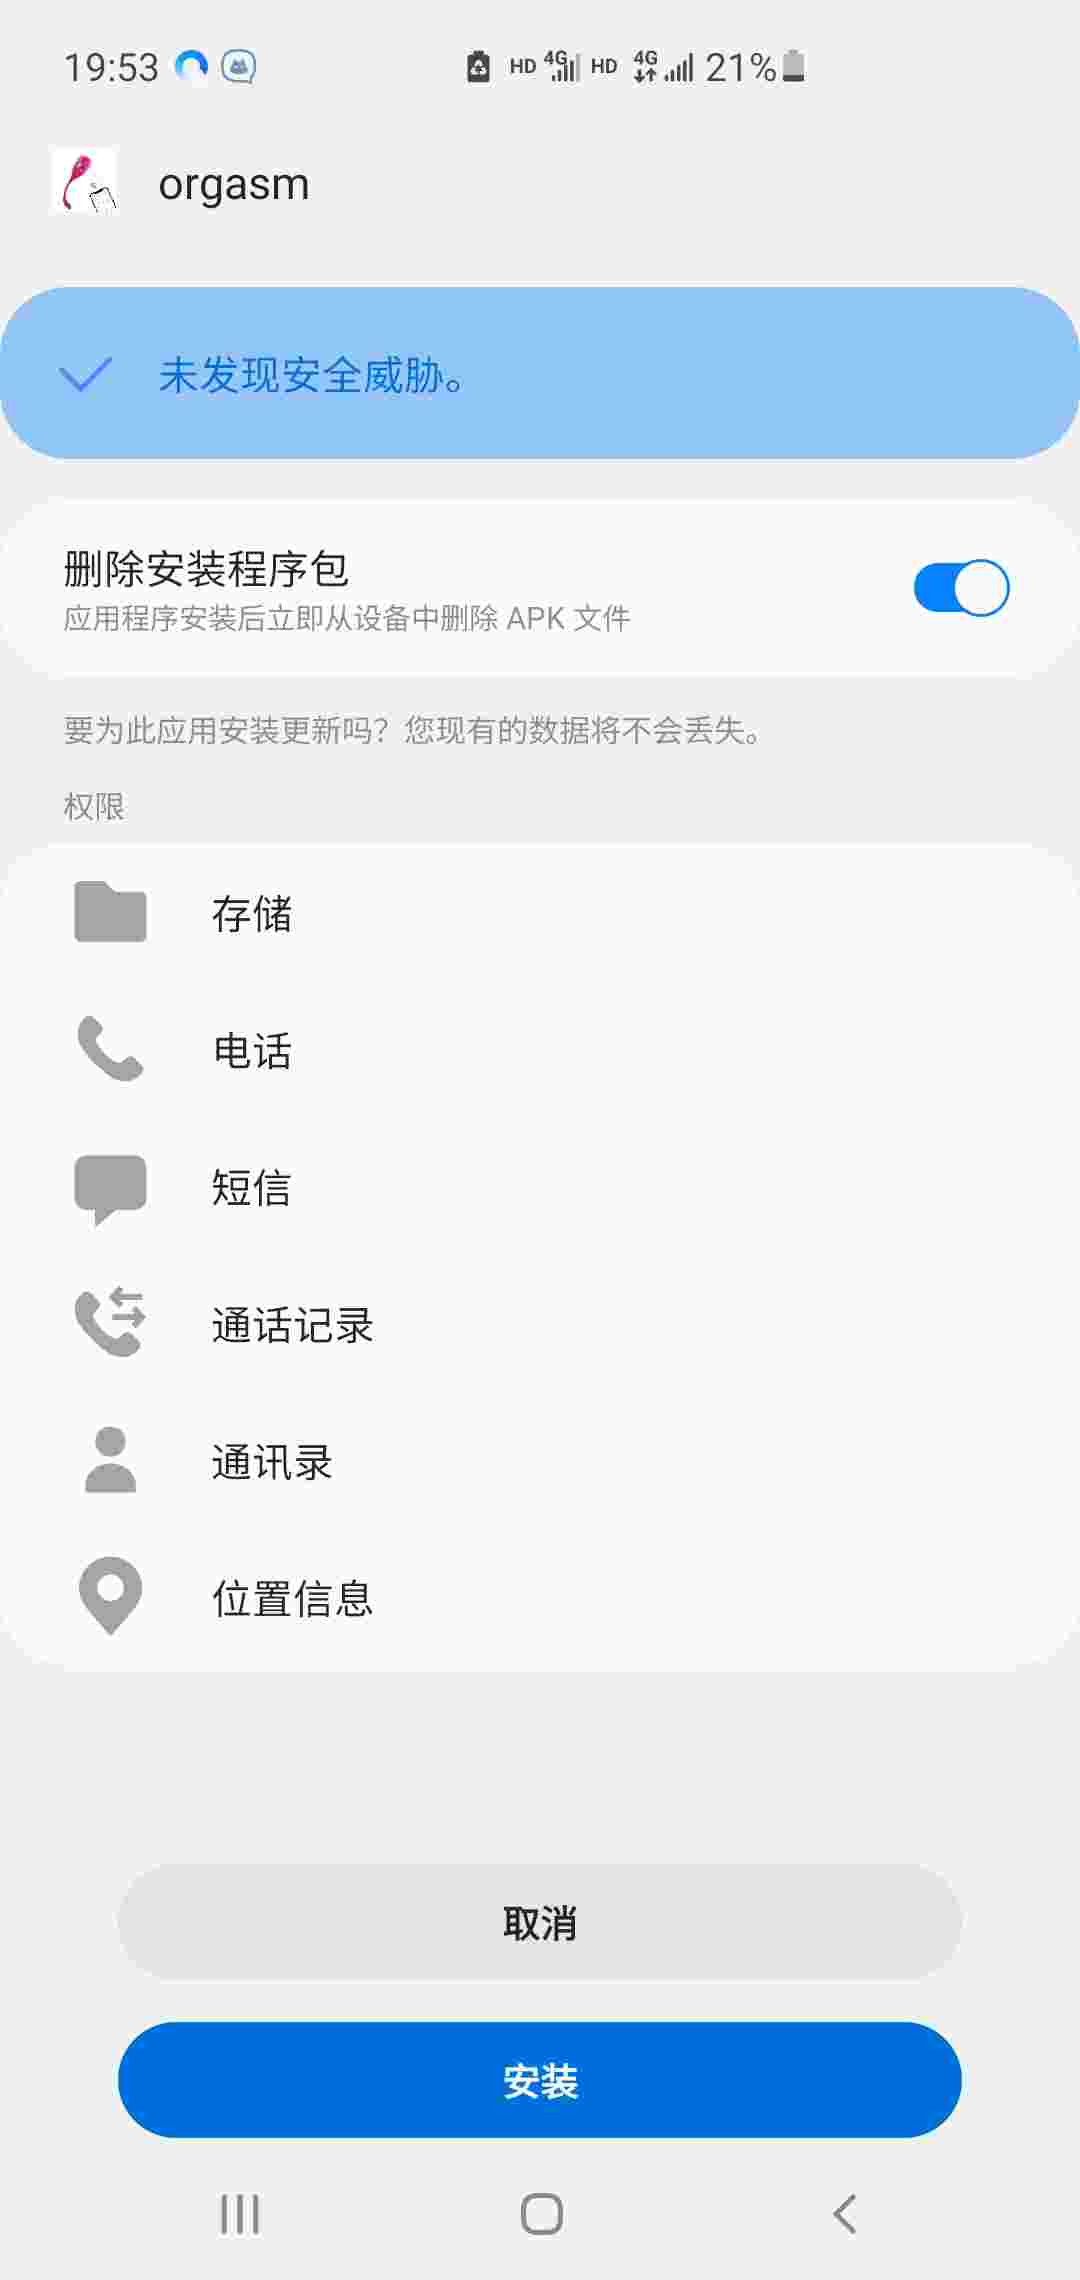 19:53 HD 4G HD 4G 21%
orgasm
未发现安全威胁。
删除安装程序包
应用程序安装后立即从设备中删除 APK 文件
要为此应用安装更新吗？您现有的数据将不会丢失。
权限
存储
电话
短信
通话记录
通讯录
位置信息
取消
安装